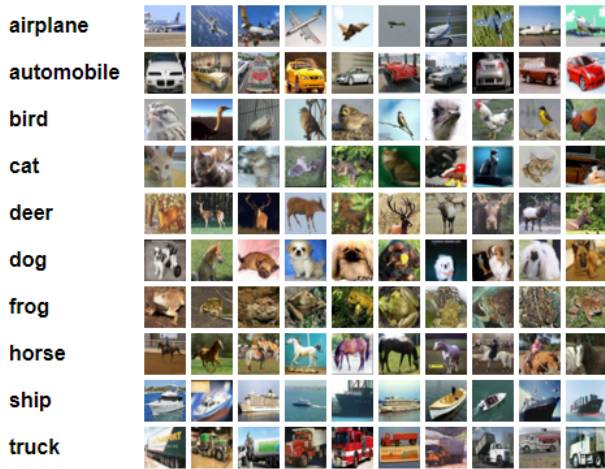 airplane
automobile
bird
cat
deer
dog
frog
horse
ship
truck